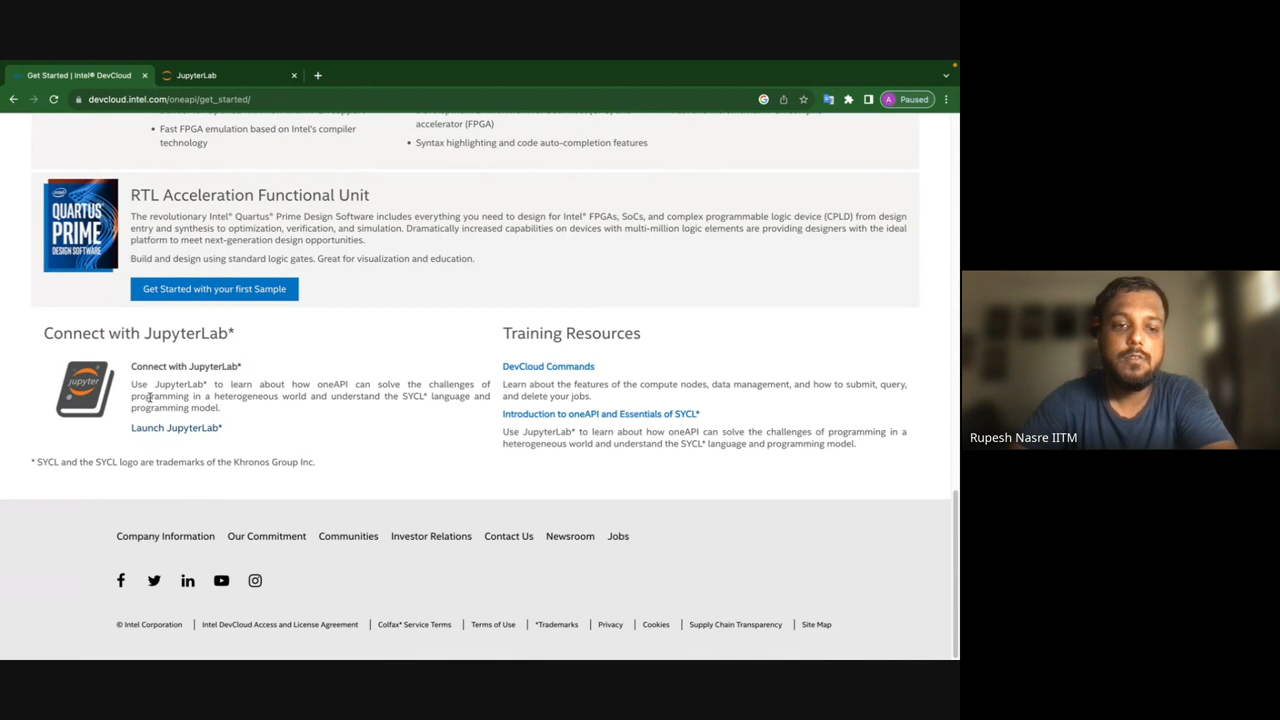 Get Started | Intel® DevCloud
JupyterLab
devcloud.intel.com/oneapi/get_started/
A Paused
• Fast FPGA emulation based on Intel's compiler
technology
accelerator (FPGA)
• Syntax highlighting and code auto-completion features
intel
QUARTUS
PRIME
DESIGN SOFTWARE
RTL Acceleration Functional Unit
The revolutionary Intel® Quartus® Prime Design Software includes everything you need to design for Intel® FPGAs, SoCs, and complex programmable logic device (CPLD) from design
entry and synthesis to optimization, verification, and simulation. Dramatically increased capabilities on devices with multi-million logic elements are providing designers with the ideal
platform to meet next-generation design opportunities.
Build and design using standard logic gates. Great for visualization and education.
Get Started with your first Sample
Connect with JupyterLab*
jupyter
Connect with JupyterLab*
Use JupyterLab* to learn about how oneAPI can solve the challenges of
programming in a heterogeneous world and understand the SYCL* language and
programming model.
Launch JupyterLab*
Training Resources
DevCloud Commands
Learn about the features of the compute nodes, data management, and how to submit, query,
and delete your jobs.
Introduction to oneAPI and Essentials of SYCL*
Use JupyterLab* to learn about how oneAPI can solve the challenges of programming in a
heterogeneous world and understand the SYCL* language and programming model.
* SYCL and the SYCL logo are trademarks of the Khronos Group Inc.
Company Information Our Commitment Communities Investor Relations Contact Us Newsroom Jobs
© Intel Corporation | Intel DevCloud Access and License Agreement | Colfax* Service Terms | Terms of Use | *Trademarks | Privacy | Cookies | Supply Chain Transparency | Site Map
Rupesh Nasre IITM